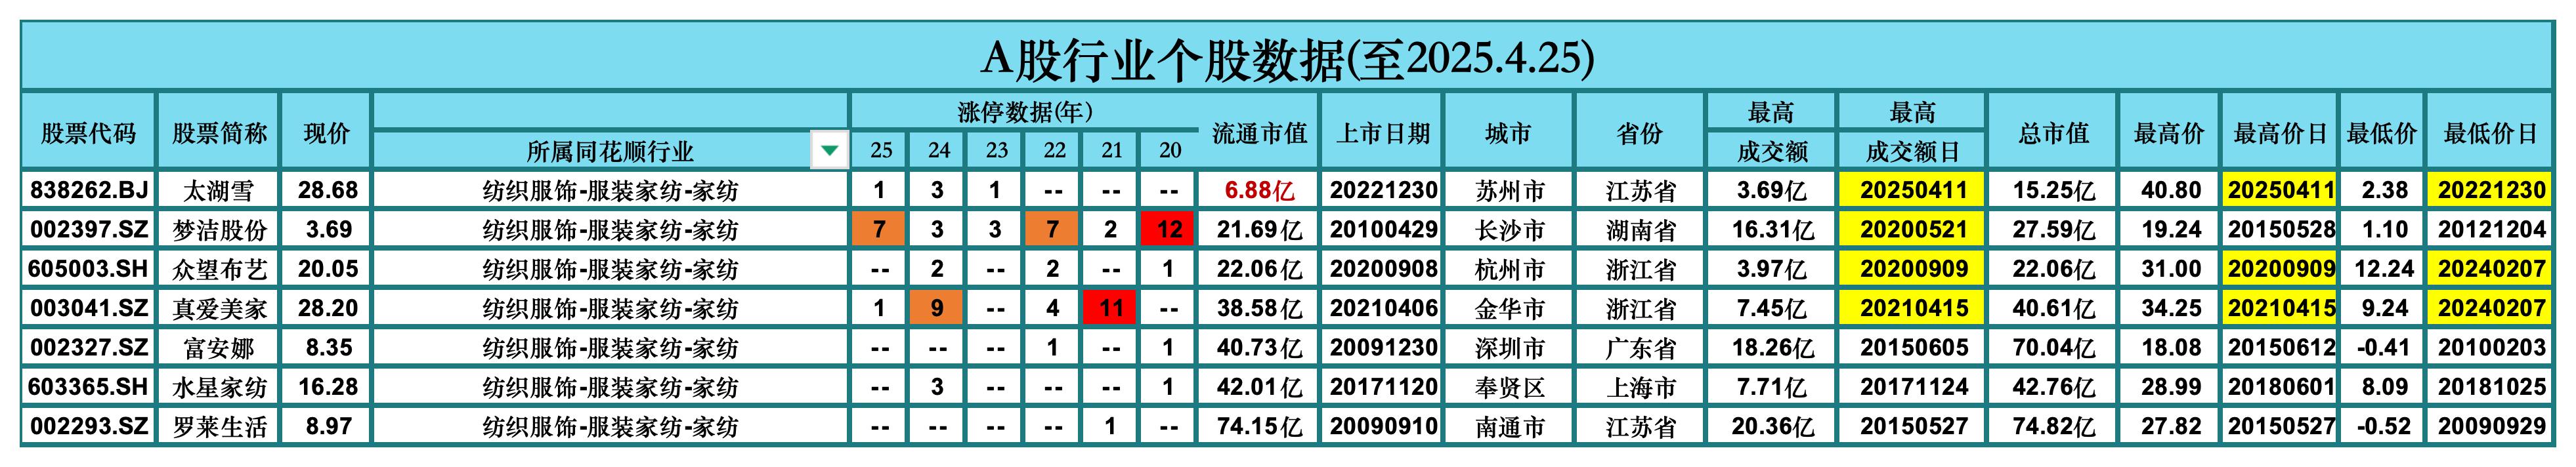 A股行业个股数据(至2025.4.25)
股票代码 股票简称 现价 所属同花顺行业 涨停数据(年) 流通市值 上市日期 城市 省份 最高成交额 最高成交额日 总市值 最高价 最高价日 最低价 最低价日
25 24 23 22 21 20
838262.BJ 太湖雪 28.68 纺织服饰-服装家纺-家纺 1 3 1 -- -- -- 6.88亿 20221230 苏州市 江苏省 3.69亿 20250411 15.25亿 40.80 20250411 2.38 20221230
002397.SZ 梦洁股份 3.69 纺织服饰-服装家纺-家纺 7 3 3 7 2 12 21.69亿 20100429 长沙市 湖南省 16.31亿 20200521 27.59亿 19.24 20150528 1.10 20121204
605003.SH 众望布艺 20.05 纺织服饰-服装家纺-家纺 -- 2 -- 2 -- 1 22.06亿 20200908 杭州市 浙江省 3.97亿 20200909 22.06亿 31.00 20200909 12.24 20240207
003041.SZ 真爱美家 28.20 纺织服饰-服装家纺-家纺 1 9 -- 4 11 -- 38.58亿 20210406 金华市 浙江省 7.45亿 20210415 40.61亿 34.25 20210415 9.24 20240207
002327.SZ 富安娜 8.35 纺织服饰-服装家纺-家纺 -- -- -- 1 -- 1 40.73亿 20091230 深圳市 广东省 18.26亿 20150605 70.04亿 18.08 20150612 -0.41 20100203
603365.SH 水星家纺 16.28 纺织服饰-服装家纺-家纺 -- 3 -- -- -- 1 42.01亿 20171120 奉贤区 上海市 7.71亿 20171124 42.76亿 28.99 20180601 8.09 20181025
002293.SZ 罗莱生活 8.97 纺织服饰-服装家纺-家纺 -- -- -- -- 1 -- 74.15亿 20090910 南通市 江苏省 20.36亿 20150527 74.82亿 27.82 20150527 -0.52 20090929